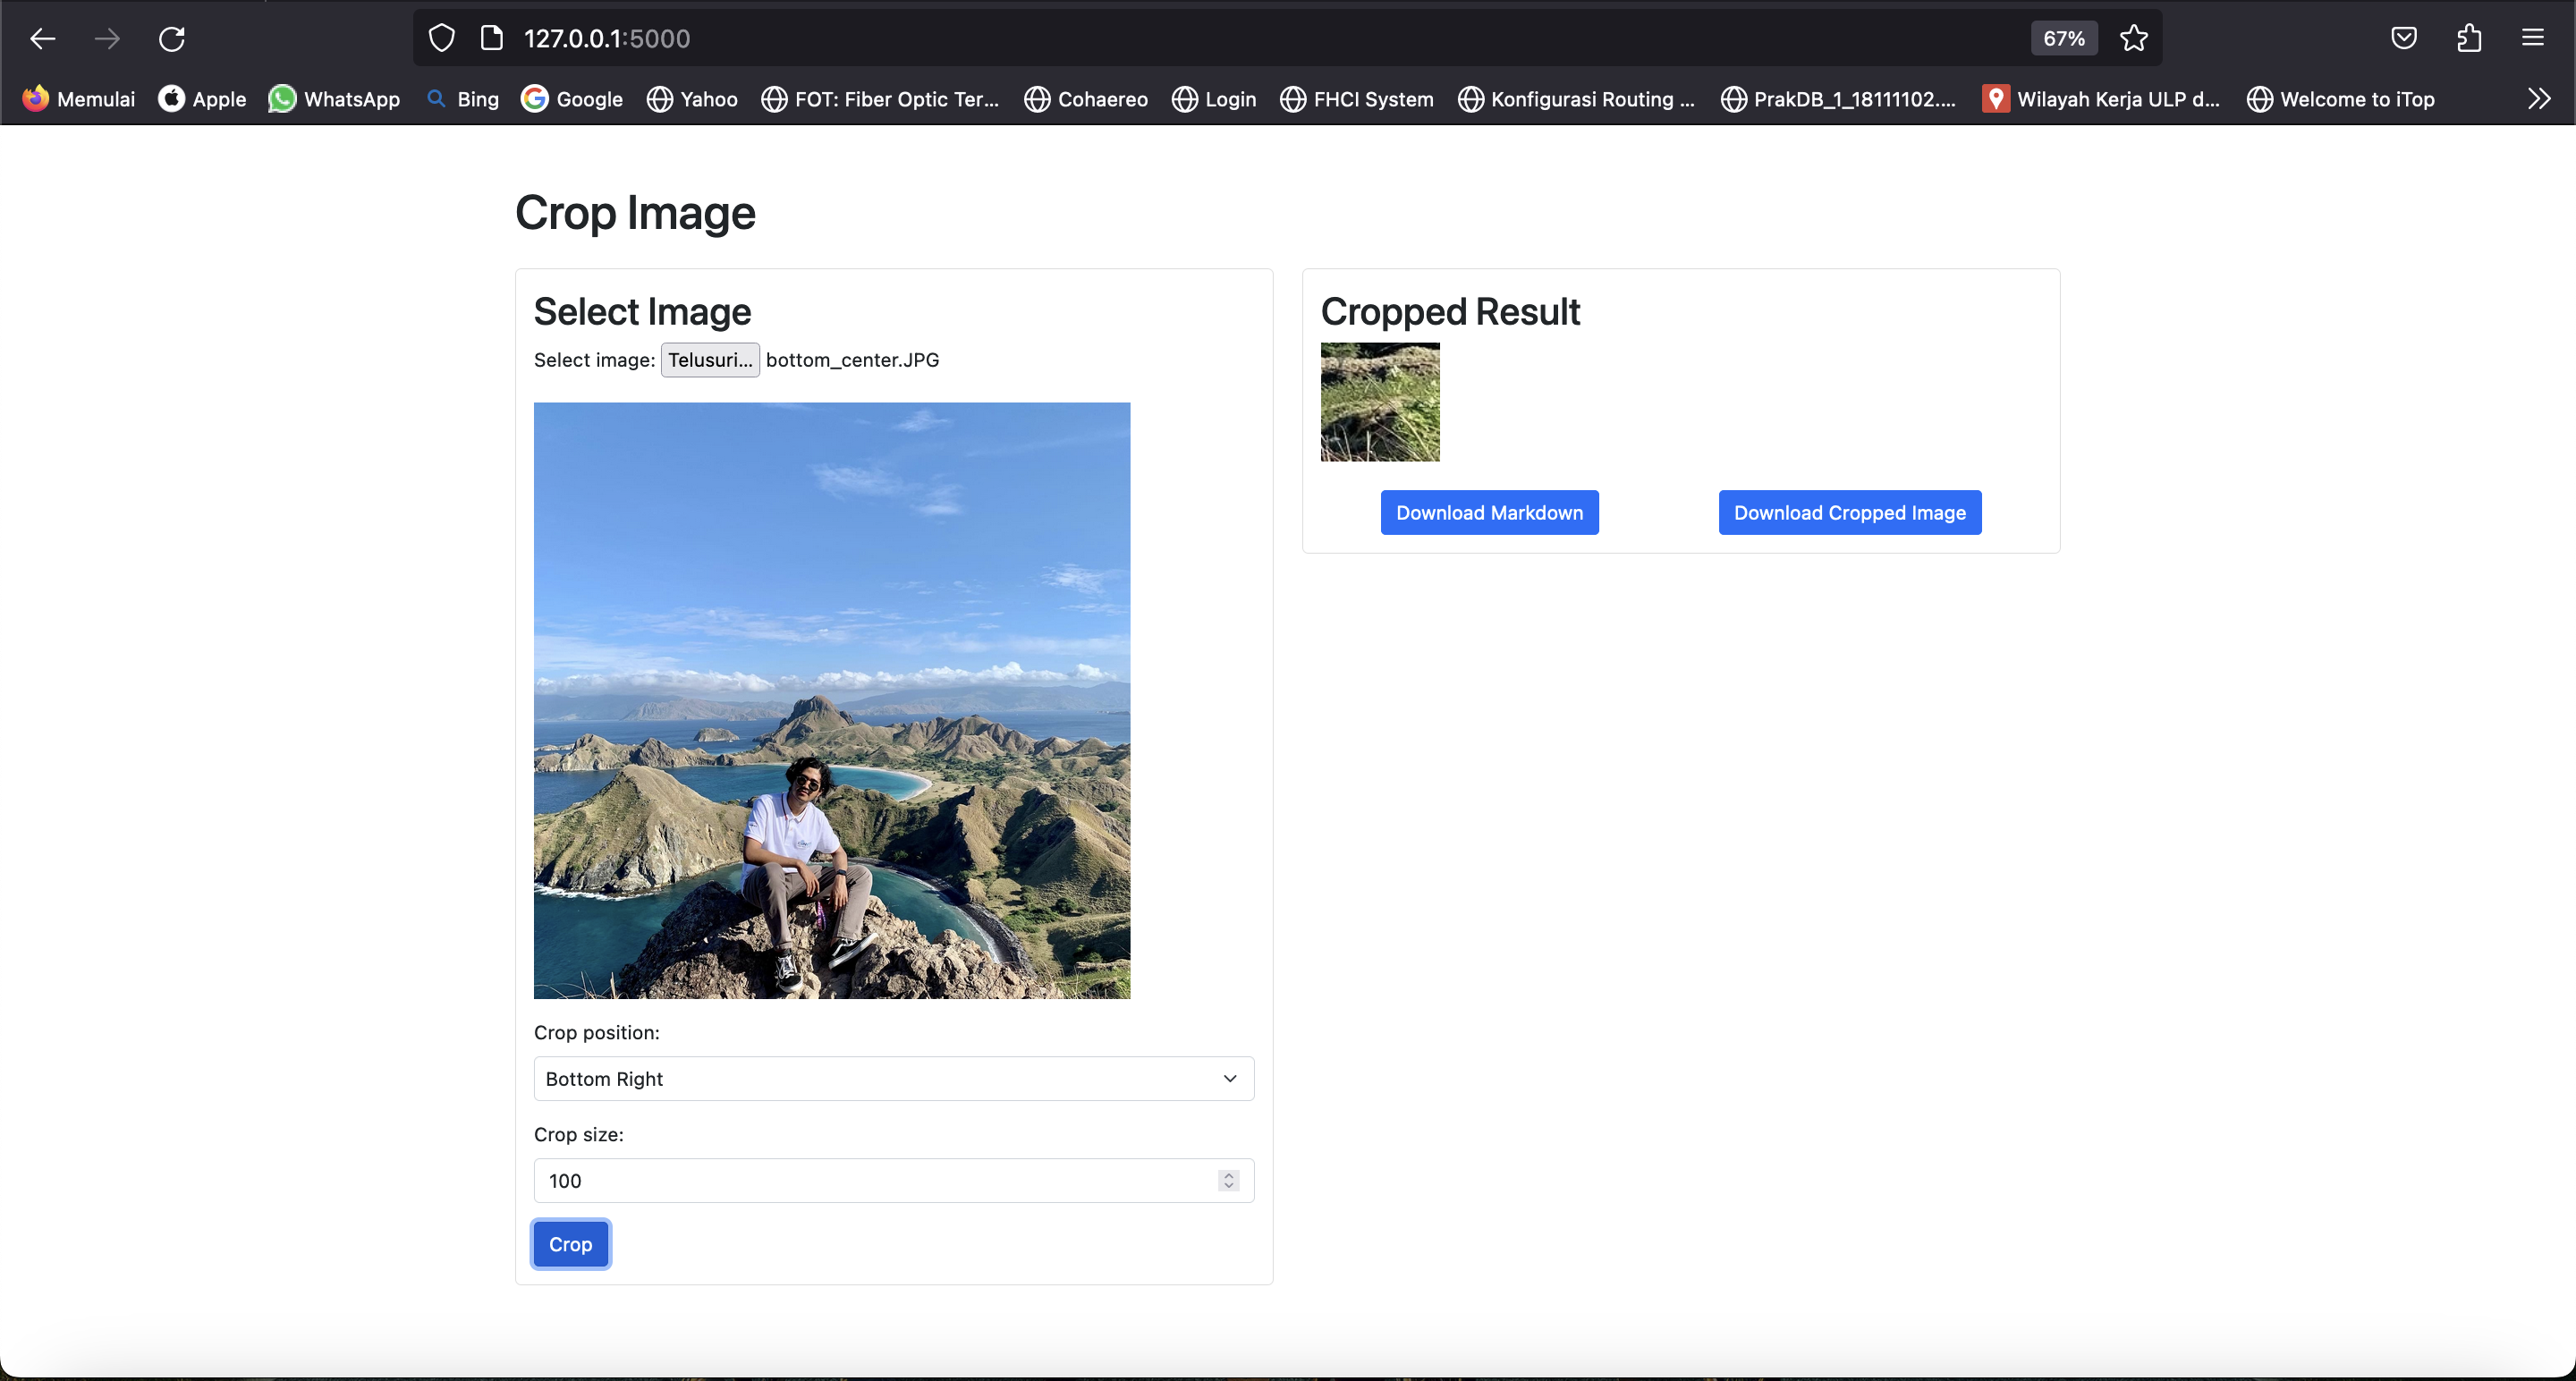 127.0.0.1:5000
67%
Memulai Apple WhatsApp Bing Google Yahoo FOT: Fiber Optic Ter... Cohaereo Login FHCI System Konfigurasi Routing ... PrakDB_1_18111102.... Wilayah Kerja ULP d... Welcome to iTop
Crop Image
Select Image
Select image: Telusuri... bottom_center.JPG
Crop position:
Bottom Right
Crop size:
100
Crop
Cropped Result
Download Markdown Download Cropped Image